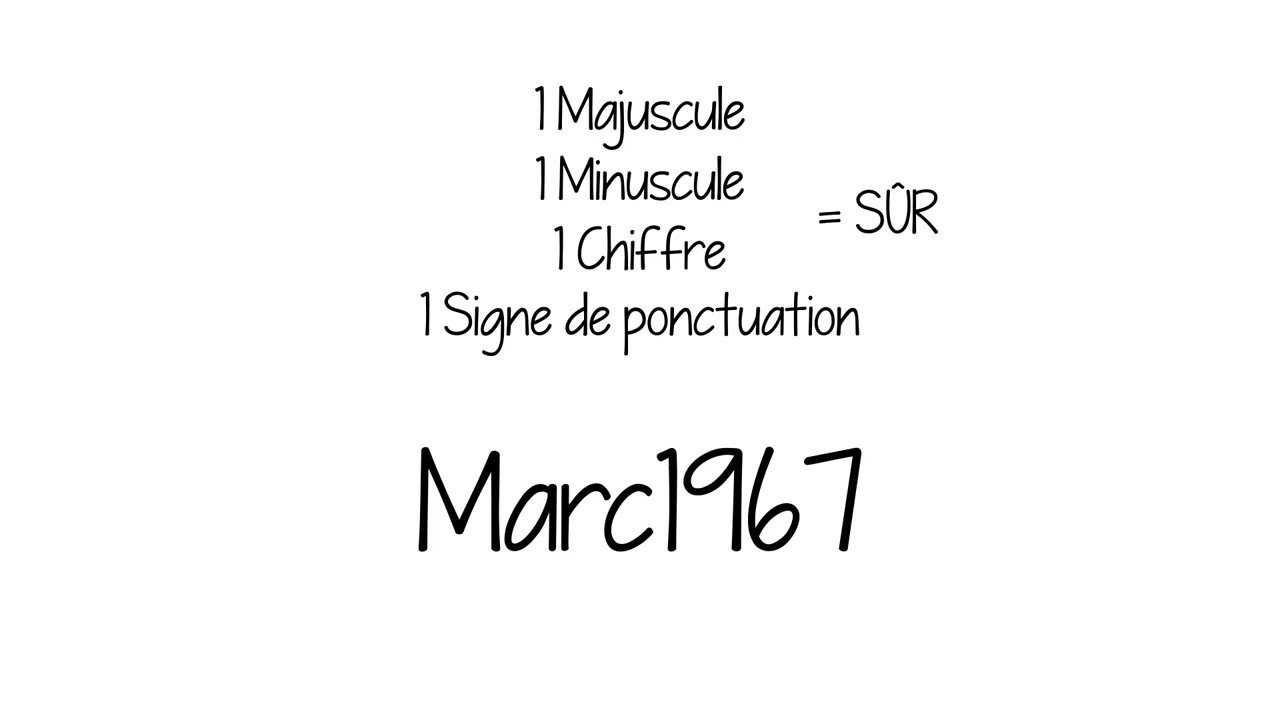 1 Majuscule
1 Minuscule
= SÛR
1 Chiffre
1 Signe de ponctuation
Marc1967